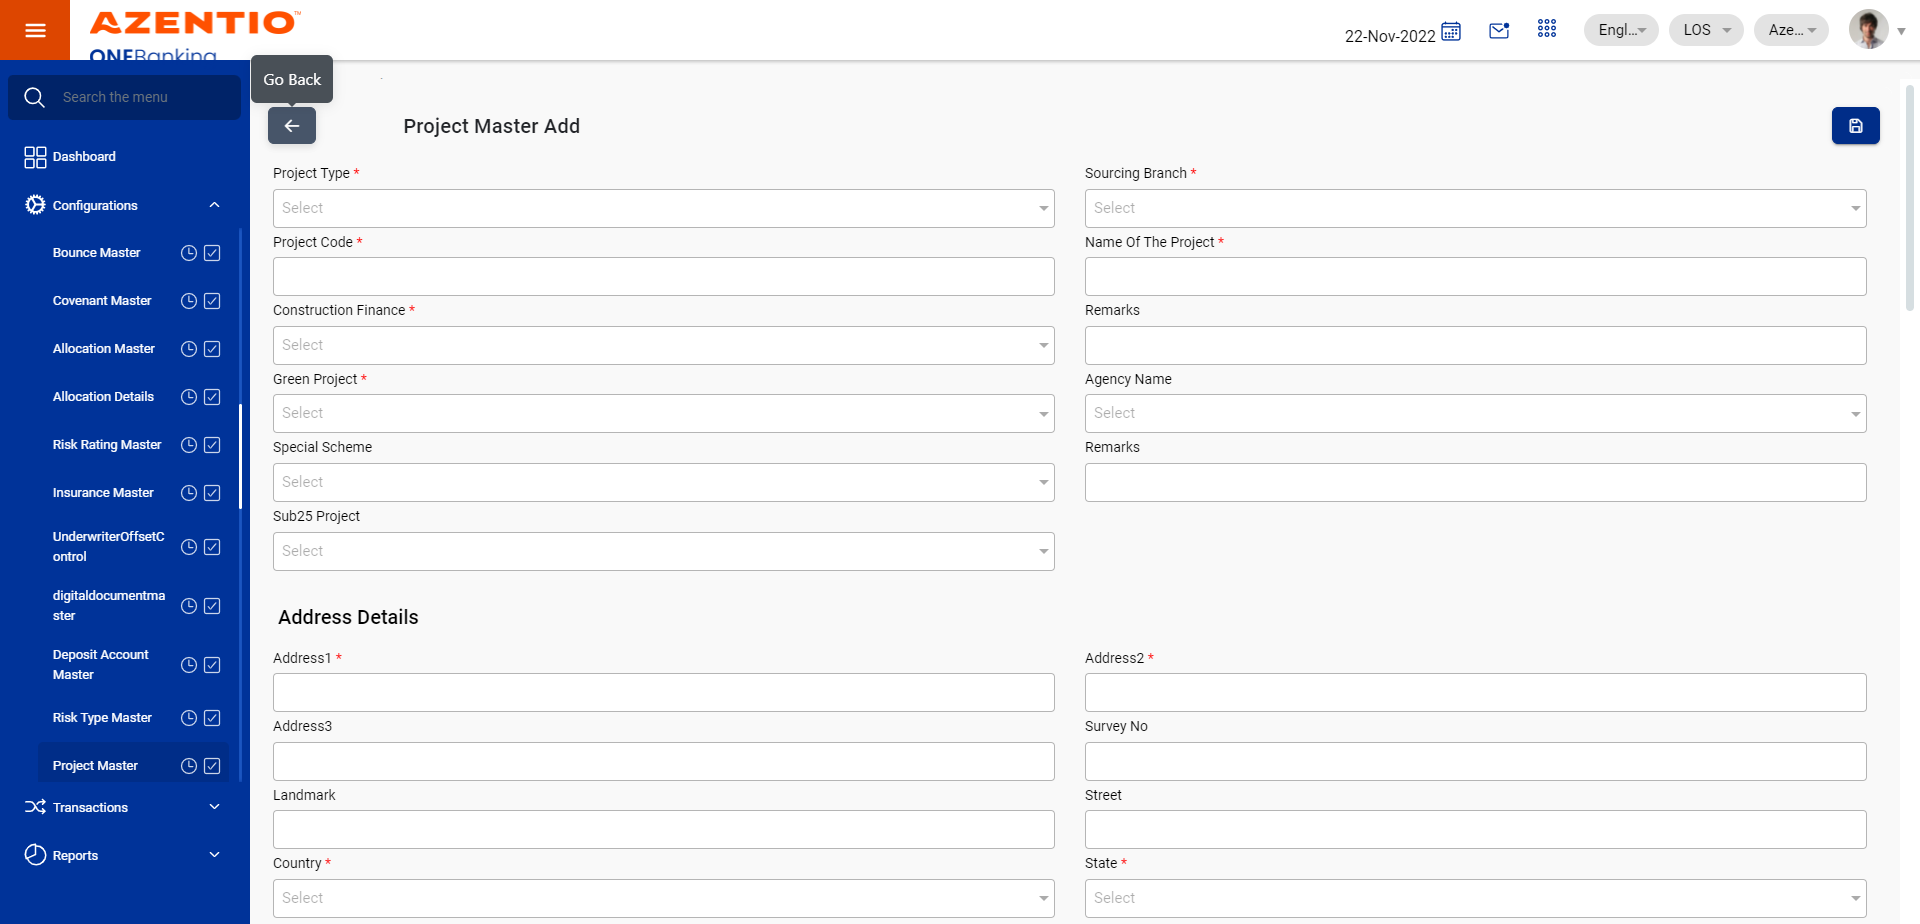 AZENTIO™
ONEBanking
22-Nov-2022
Engl...
LOS
Aze...
Go Back
Search the menu
Dashboard
Configurations
Bounce Master
Covenant Master
Allocation Master
Allocation Details
Risk Rating Master
Insurance Master
UnderwriterOffsetC
ontrol
digitaldocumentma
ster
Deposit Account
Master
Risk Type Master
Project Master
Transactions
Reports
Project Master Add
Project Type *
Select
Sourcing Branch *
Select
Project Code *
Name Of The Project *
Construction Finance *
Select
Remarks
Green Project *
Select
Agency Name
Select
Special Scheme
Select
Remarks
Sub25 Project
Select
Address Details
Address1 *
Address2 *
Address3
Survey No
Landmark
Street
Country *
Select
State *
Select